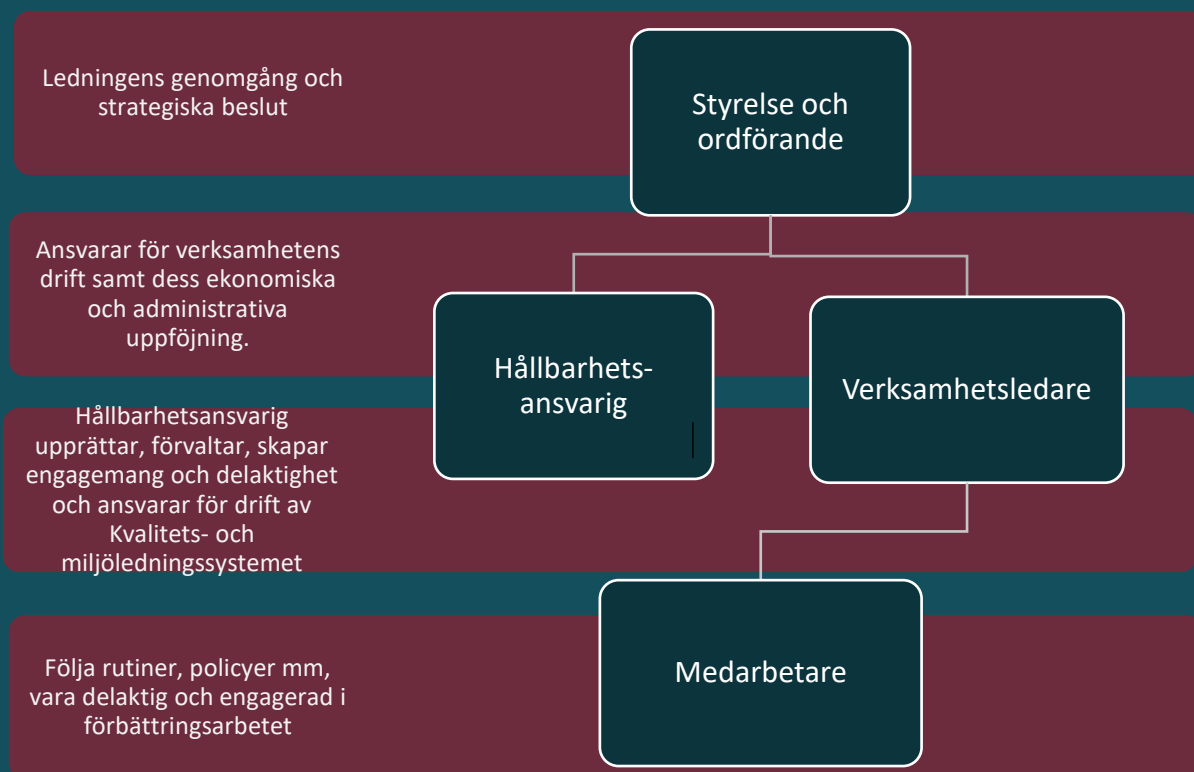 Ledningens genomgång och
strategiska beslut
Styrelse och
ordförande
Ansvarar för verksamhetens
drift samt dess ekonomiska
och administrativa
uppföjning.
Hållbarhets-
ansvarig
Verksamhetsledare
Hållbarhetsansvarig
upprättar, förvaltar, skapar
engagemang och delaktighet
och ansvarar för drift av
Kvalitets- och
miljöledningssystemet
Följa rutiner, policyer mm,
vara delaktig och engagerad i
förbättringsarbetet
Medarbetare